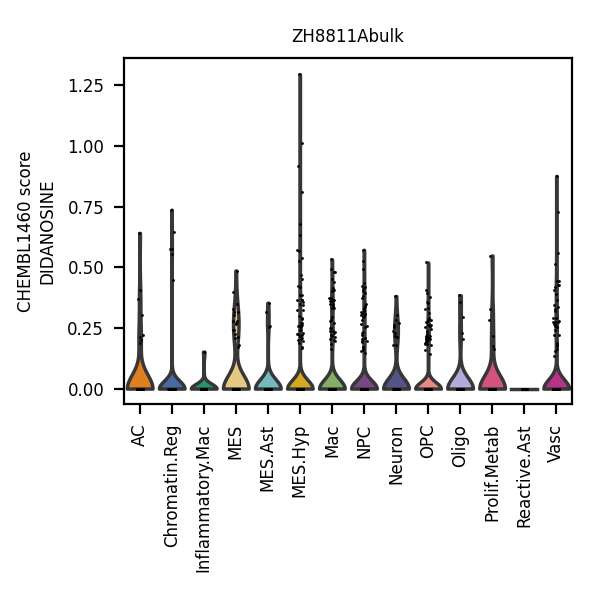 ZH8811Abulk
CHEMBL1460 score
DIDANOSINE
1.25
1.00
0.75
0.50
0.25
0.00
AC
Chromatin.Reg
Inflammatory.Mac
MES
MES.Ast
MES.Hyp
Mac
NPC
Neuron
OPC
Oligo
Prolif.Metab
Reactive.Ast
Vasc